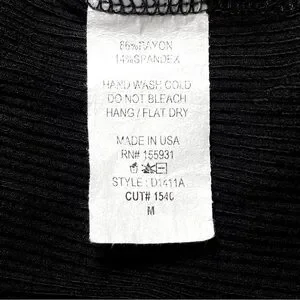 86%RAYON
14%SPANDEX
HAND WASH COLD
DO NOT BLEACH
HANG / FLAT DRY
MADE IN USA
RN# 155931
STYLE : D1411A
CUT# 1540
M